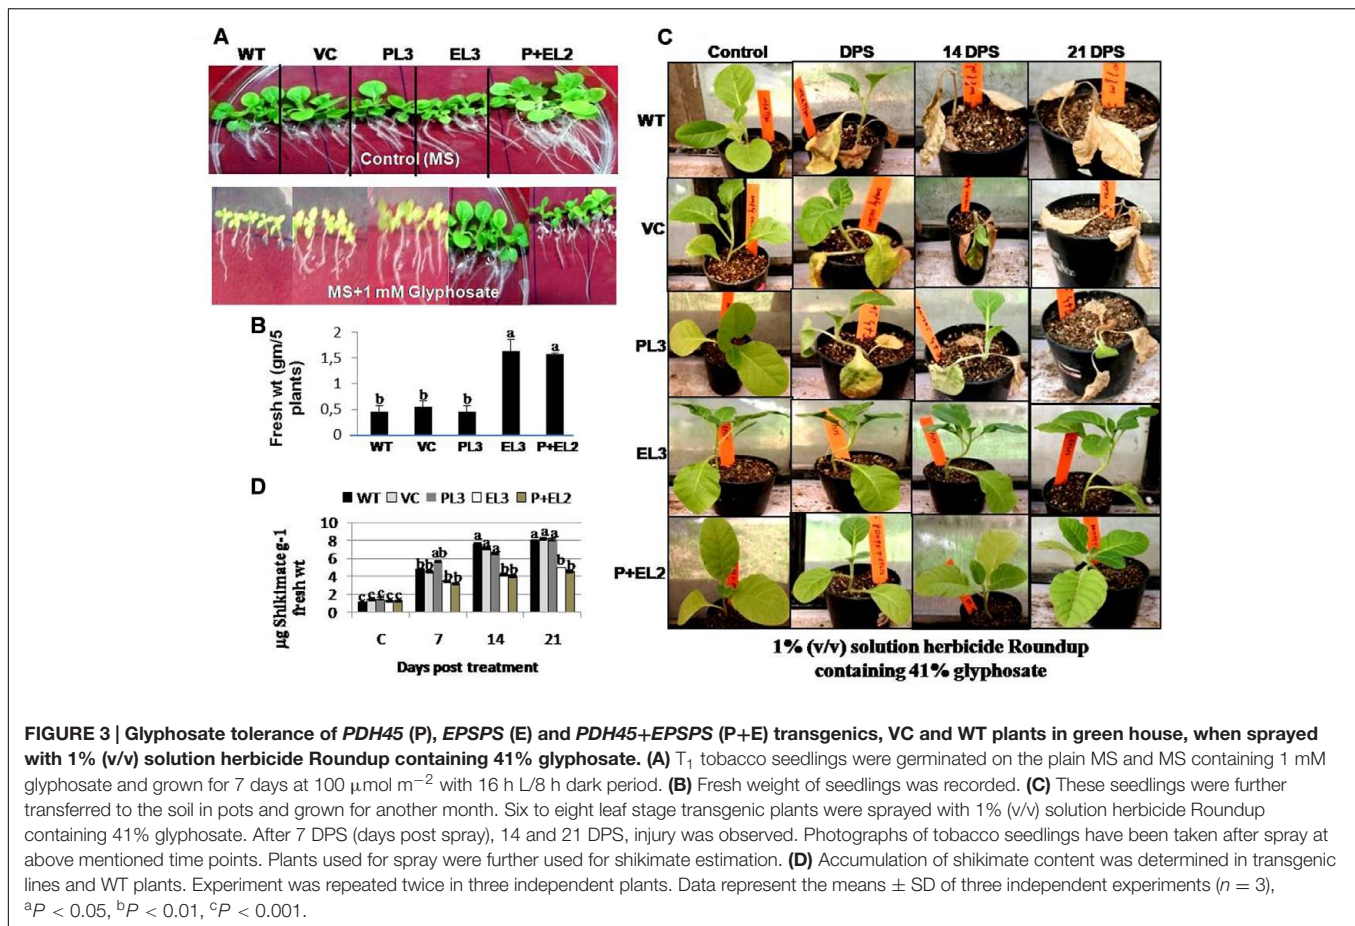 A
WT VC PL3 EL3 P+EL2
Control (MS)
MS+1 mM Glyphosate
B
Fresh wt (gm/5
plants)
2
1,5
1
0,5
0
b b b a a
WT VC PL3 EL3 P+EL2
D
WT VC PL3 EL3 P+EL2
µg Shikimateg-1
fresh wt
10
8
6
4
2
0
c c c c c
b b ab b b
a a a b b
a a a b b
C 7 14 21
Days post treatment
C
Control DPS 14 DPS 21 DPS
WT
VC
PL3
EL3
P+EL2
1% (v/v) solution herbicide Roundup
containing 41% glyphosate
FIGURE 3 | Glyphosate tolerance of PDH45 (P), EPSPS (E) and PDH45+EPSPS (P+E) transgenics, VC and WT plants in green house, when sprayed
with 1% (v/v) solution herbicide Roundup containing 41% glyphosate. (A) T1 tobacco seedlings were germinated on the plain MS and MS containing 1 mM
glyphosate and grown for 7 days at 100 µmol m−2 with 16 h L/8 h dark period. (B) Fresh weight of seedlings was recorded. (C) These seedlings were further
transferred to the soil in pots and grown for another month. Six to eight leaf stage transgenic plants were sprayed with 1% (v/v) solution herbicide Roundup
containing 41% glyphosate. After 7 DPS (days post spray), 14 and 21 DPS, injury was observed. Photographs of tobacco seedlings have been taken after spray at
above mentioned time points. Plants used for spray were further used for shikimate estimation. (D) Accumulation of shikimate content was determined in transgenic
lines and WT plants. Experiment was repeated twice in three independent plants. Data represent the means ± SD of three independent experiments (n = 3),
aP < 0.05, bP < 0.01, cP < 0.001.